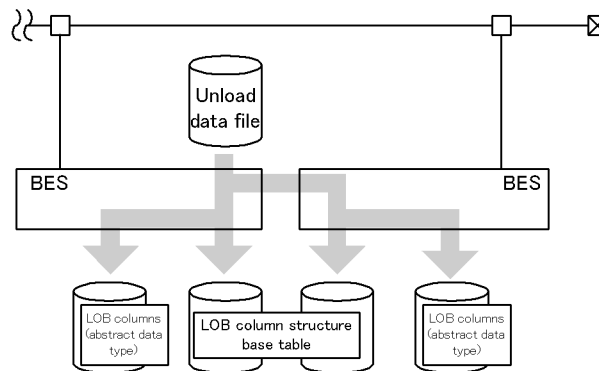 Unload
data file
BES
BES
LOB columns
(abstract data
type)
LOB column structure
base table
LOB columns
(abstract data
type)